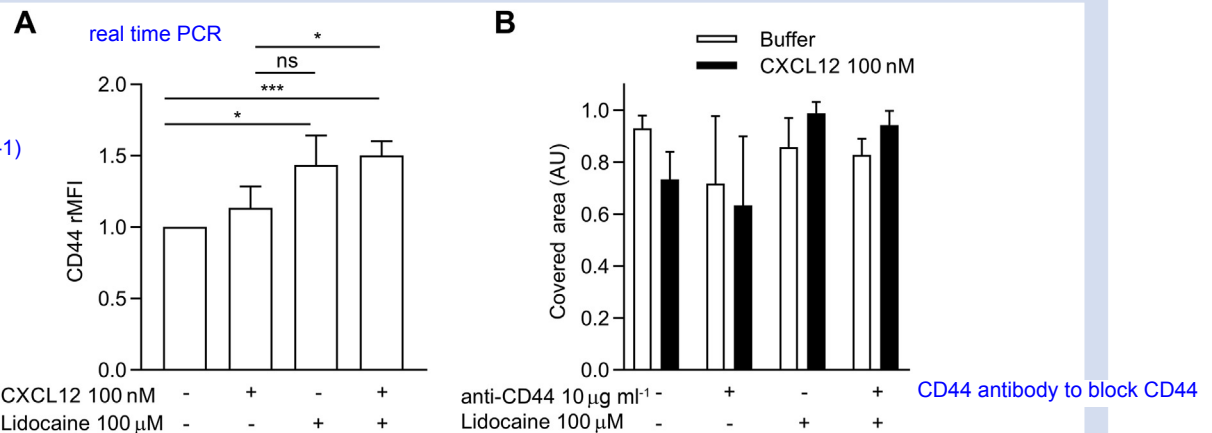 A
real time PCR
B
*
ns
***
*
-1)
CD44 rMFI
2.0
1.5
1.0
0.5
0.0
CXCL12 100 nM - + - +
Lidocaine 100 μM - - + +
Buffer
CXCL12 100 nM
Covered area (AU)
1.0
0.8
0.6
0.4
0.2
0.0
anti-CD44 10 μg ml-1 - + - +
Lidocaine 100 μM - - + +
CD44 antibody to block CD44